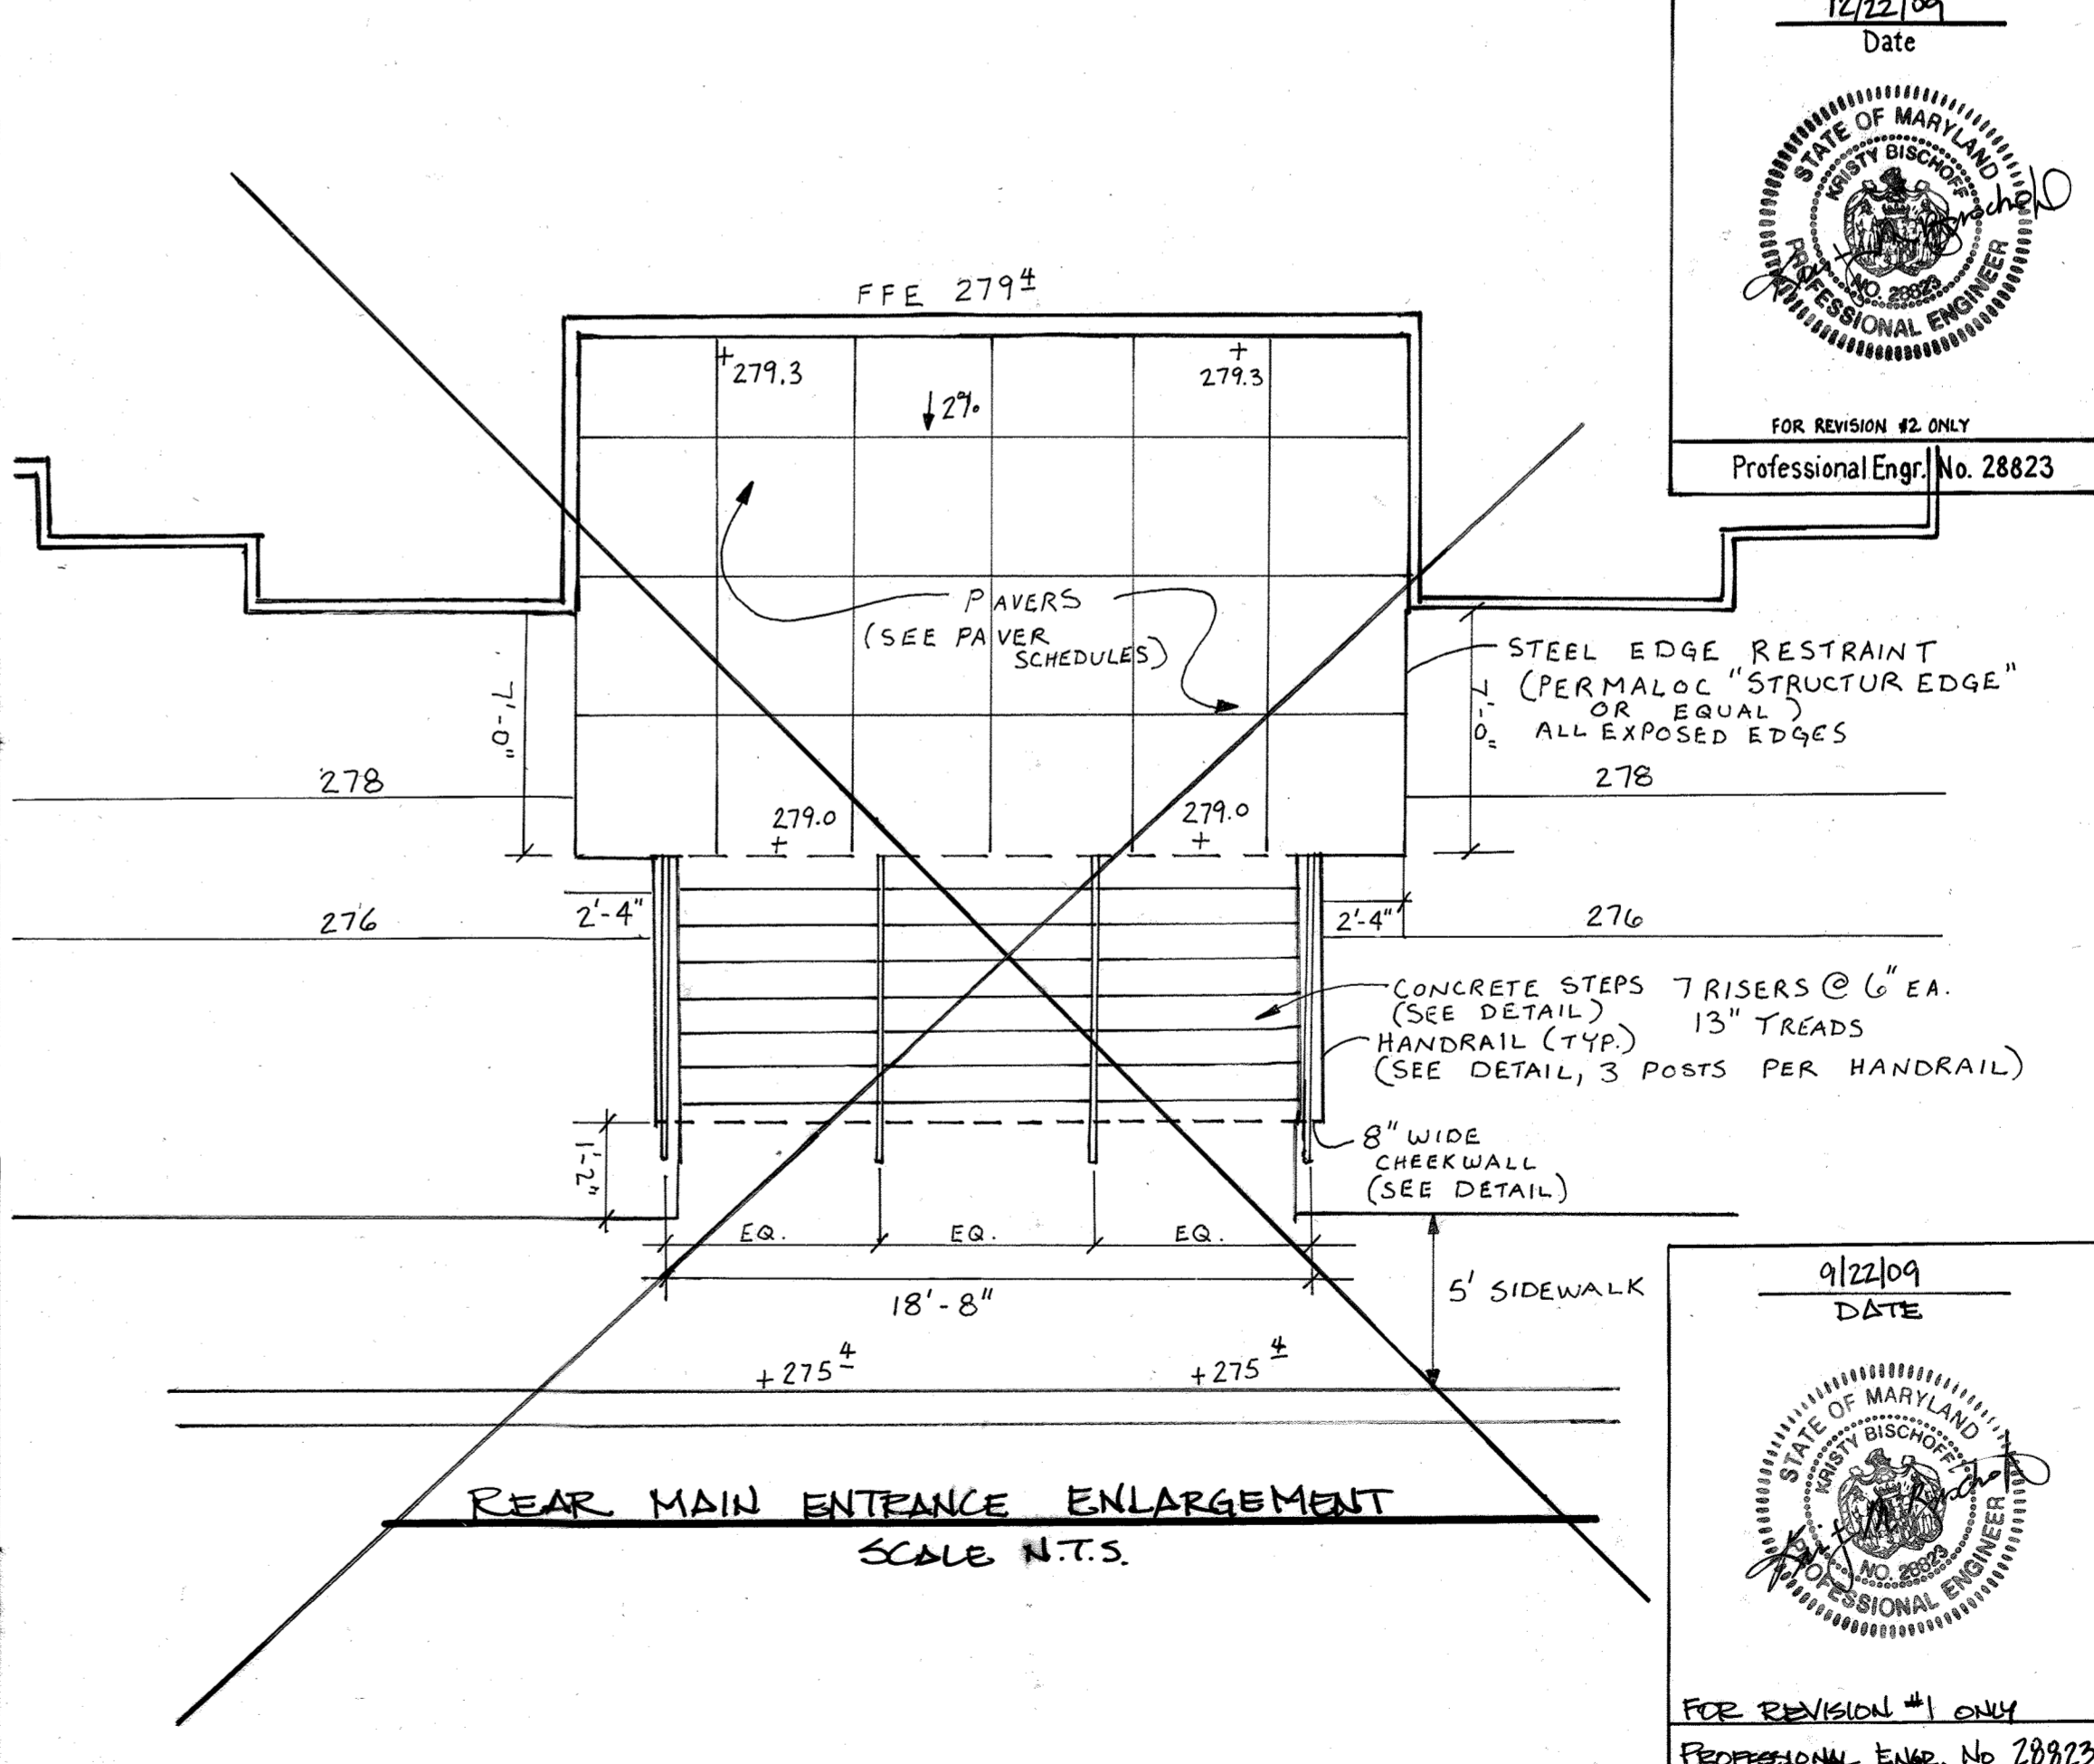 12/22/09
Date
STATE OF MARYLAND
KRISTY BISCHOFF
NO. 28823
PROFESSIONAL ENGINEER
FOR REVISION #2 ONLY
Professional Engr. No. 28823
FFE 279 4
+ 279.3
+ 279.3
2%
PAVERS
(SEE PAVER
SCHEDULES)
STEEL EDGE RESTRAINT
(PERMALOC "STRUCTUR EDGE"
OR EQUAL)
ALL EXPOSED EDGES
7'-0"
7'-0"
278
278
279.0
+
279.0
+
2'-4"
2'-4"
276
276
CONCRETE STEPS 7 RISERS @ 6" EA.
(SEE DETAIL) 13" TREADS
HANDRAIL (TYP.)
(SEE DETAIL, 3 POSTS PER HANDRAIL)
8" WIDE
CHEEKWALL
(SEE DETAIL)
1'-2"
EQ. EQ. EQ.
18'-8"
5' SIDEWALK
+275 4
+275 4
REAR MAIN ENTRANCE ENLARGEMENT
SCALE N.T.S.
9/22/09
DATE
STATE OF MARYLAND
KRISTY BISCHOFF
NO. 28823
PROFESSIONAL ENGINEER
FOR REVISION #1 ONLY
PROFESSIONAL ENGR. No 28823